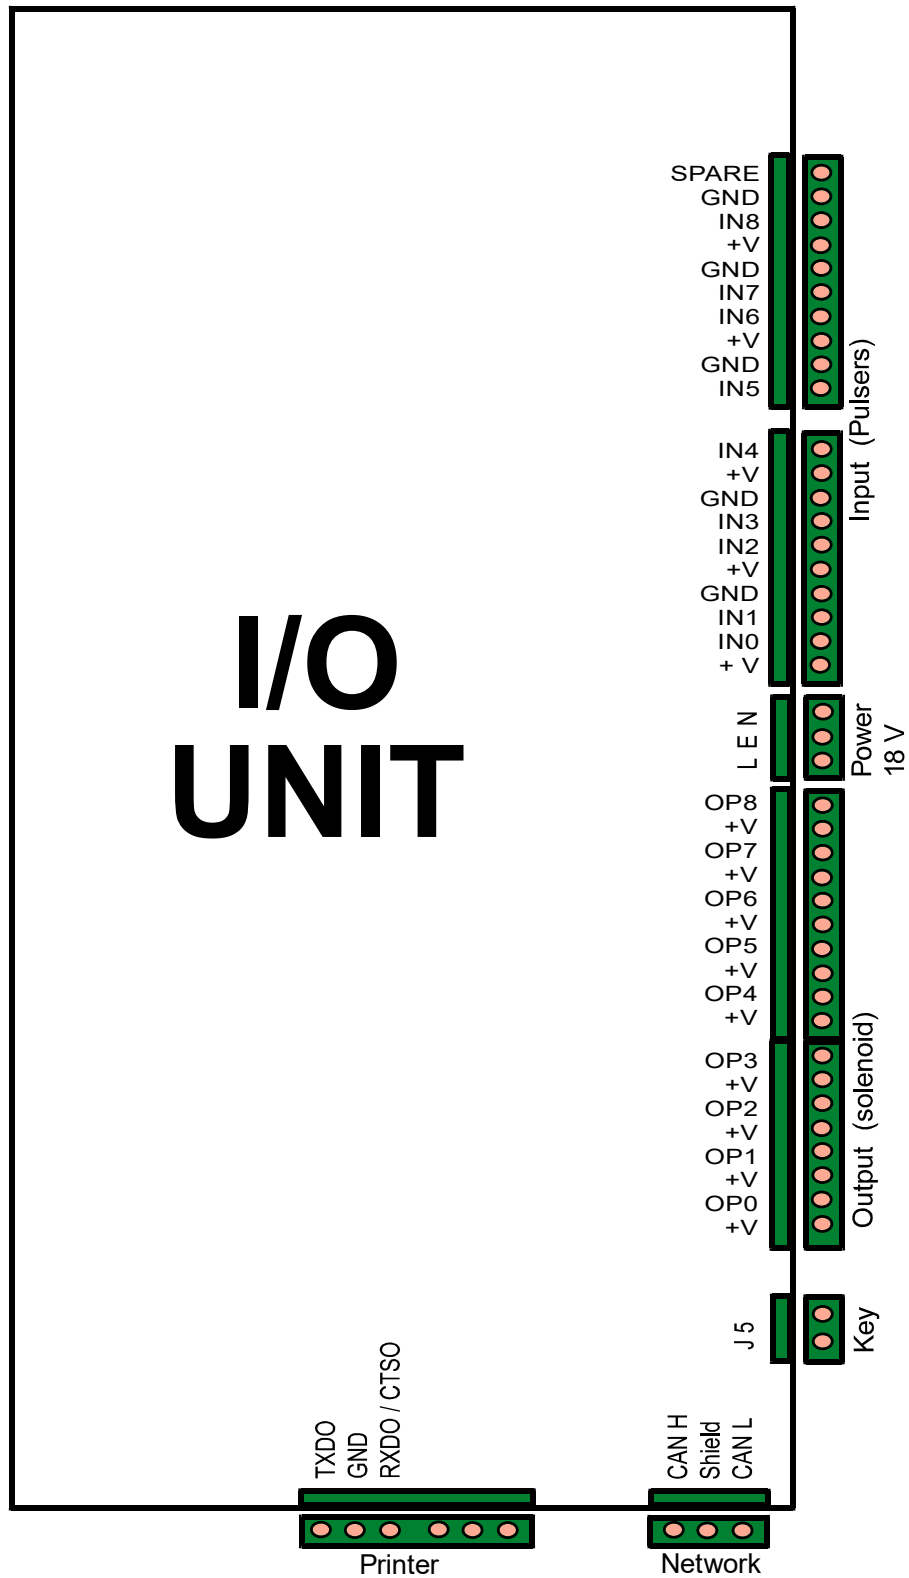 I/O
UNIT
SPARE
GND
IN8
+V
GND
IN7
IN6
+V
GND
IN5
IN4
+V
GND
IN3
IN2
+V
GND
IN1
IN0
+ V
Input (Pulsers)
L E N
Power
18 V
OP8
+V
OP7
+V
OP6
+V
OP5
+V
OP4
+V
OP3
+V
OP2
+V
OP1
+V
OP0
+V
Output (solenoid)
J 5
Key
TXDO
GND
RXDO / CTSO
Printer
CAN H
Shield
CAN L
Network